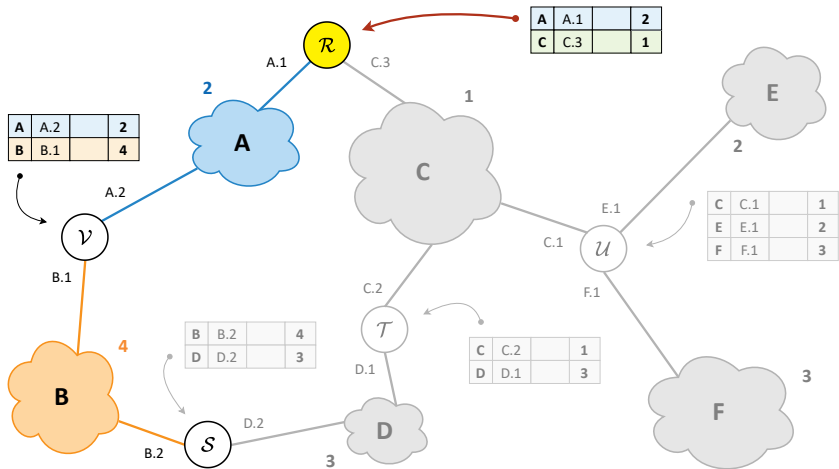 A A.1 2
C C.3 1
R
A.1
C.3
2
A
1
C
E
2
A A.2 2
B B.1 4
A.2
V
B.1
E.1
C.1
U
F.1
C C.1 1
E E.1 2
F F.1 3
C.2
T
D.1
B B.2 4
D D.2 3
C C.2 1
D D.1 3
4
B
B.2
S
D.2
D
3
F
3